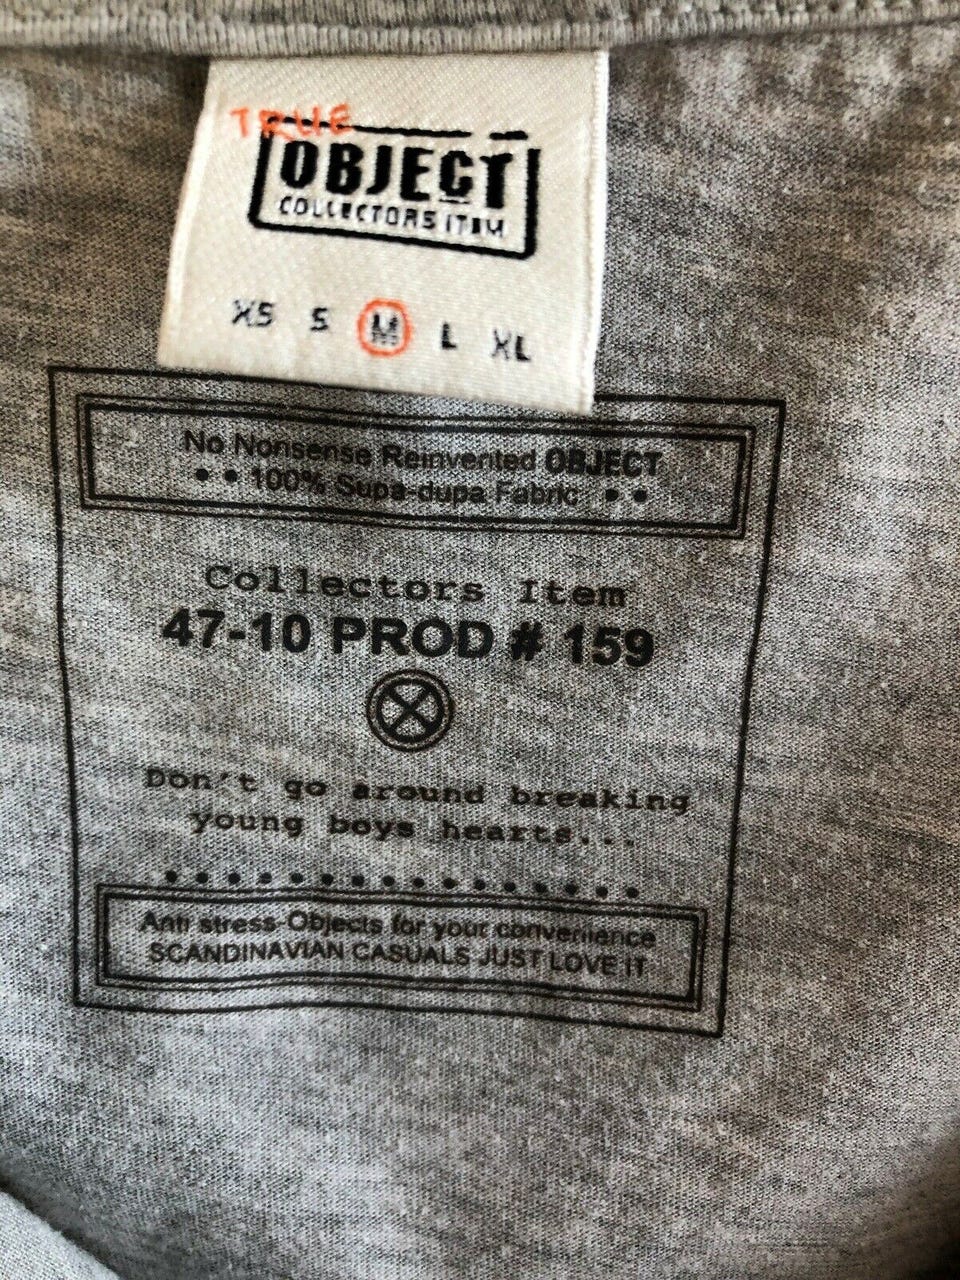 TRUE
OBJECT
COLLECTORS ITEM
XS S M L XL
No Nonsense Reinvented OBJECT
•• 100% Supa-dupa Fabric ••
Collectors Item
47-10 PROD # 159
Don't go around breaking
young boys hearts...
Anti stress Objects for your convenience
SCANDINAVIAN CASUALS JUST LOVE IT